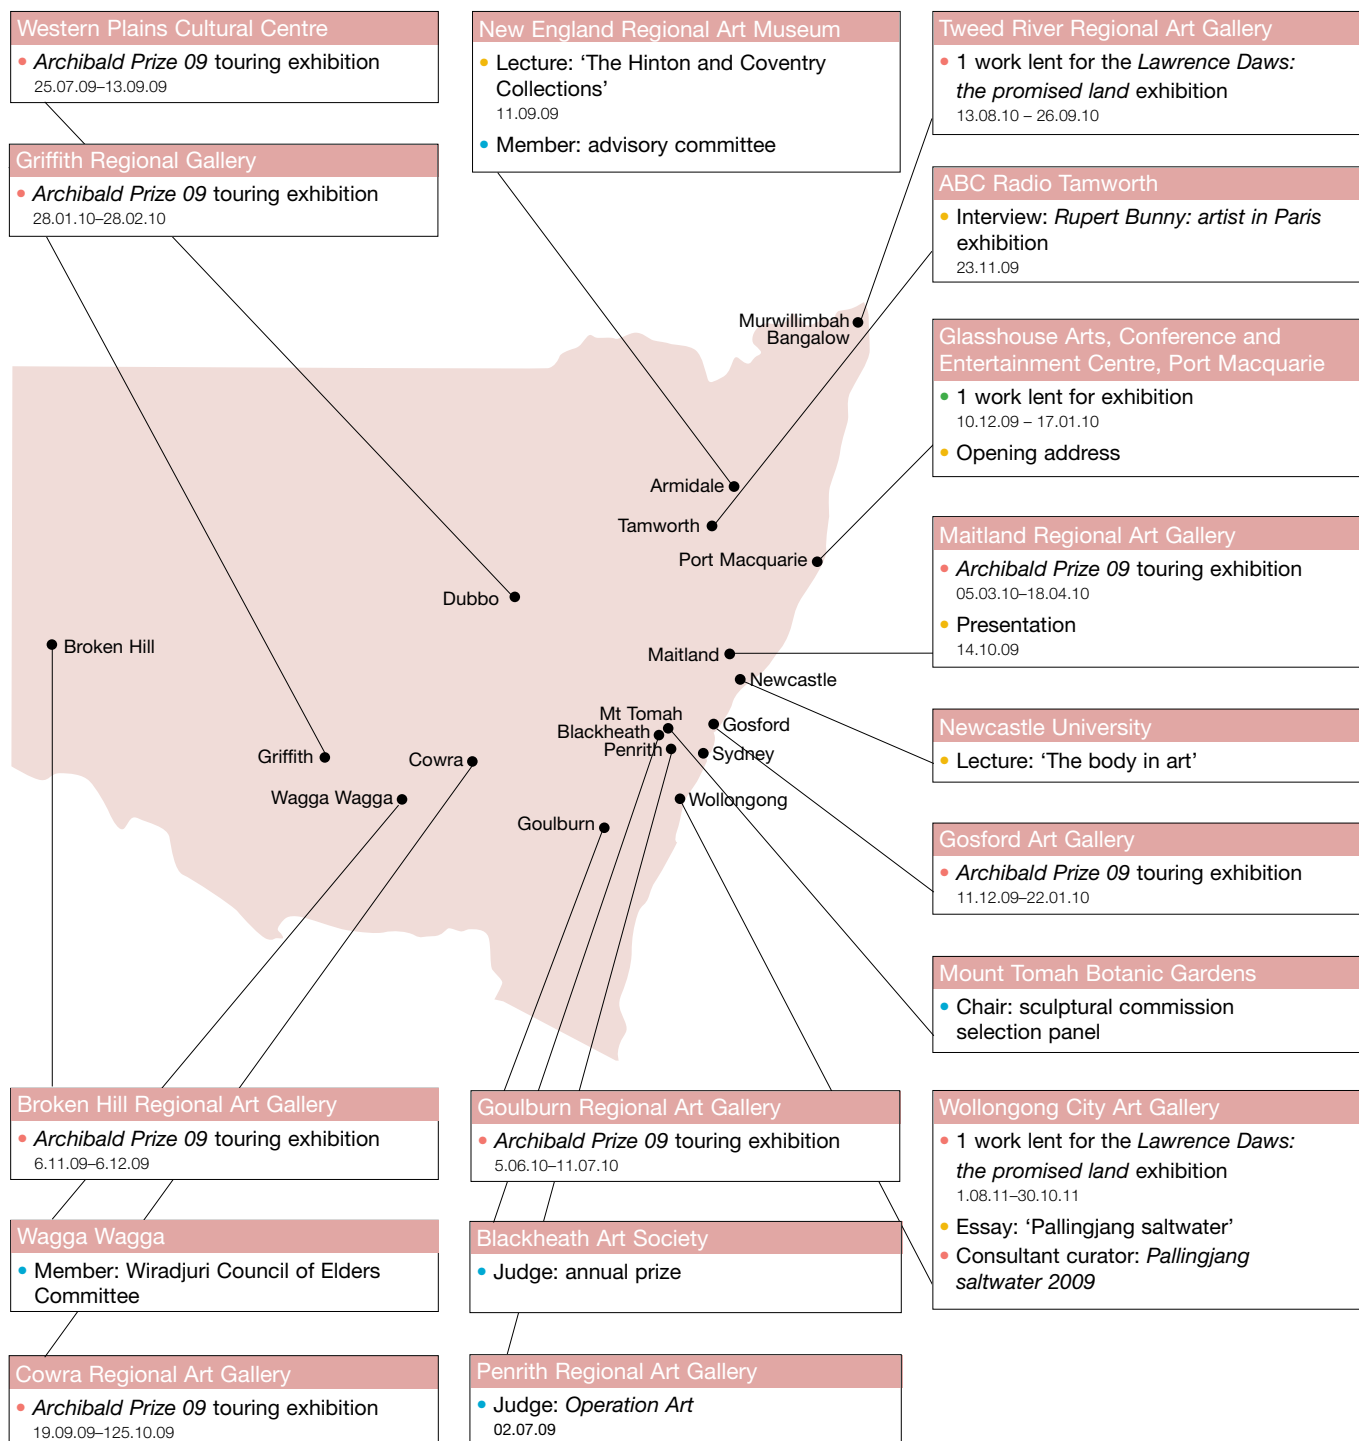 Western Plains Cultural Centre
• Archibald Prize 09 touring exhibition
25.07.09–13.09.09
Griffith Regional Gallery
• Archibald Prize 09 touring exhibition
28.01.10–28.02.10
New England Regional Art Museum
• Lecture: ‘The Hinton and Coventry
Collections’
11.09.09
• Member: advisory committee
Tweed River Regional Art Gallery
• 1 work lent for the Lawrence Daws:
the promised land exhibition
13.08.10 – 26.09.10
ABC Radio Tamworth
• Interview: Rupert Bunny: artist in Paris
exhibition
23.11.09
Glasshouse Arts, Conference and
Entertainment Centre, Port Macquarie
• 1 work lent for exhibition
10.12.09 – 17.01.10
• Opening address
Maitland Regional Art Gallery
• Archibald Prize 09 touring exhibition
05.03.10–18.04.10
• Presentation
14.10.09
Newcastle University
• Lecture: ‘The body in art’
Gosford Art Gallery
• Archibald Prize 09 touring exhibition
11.12.09–22.01.10
Mount Tomah Botanic Gardens
• Chair: sculptural commission
selection panel
Wollongong City Art Gallery
• 1 work lent for the Lawrence Daws:
the promised land exhibition
1.08.11–30.10.11
• Essay: ‘Pallingjang saltwater’
• Consultant curator: Pallingjang
saltwater 2009
Murwillimbah
Bangalow
Armidale
Tamworth
Port Macquarie
Dubbo
Broken Hill
Maitland
Newcastle
Mt Tomah
Blackheath
Penrith
Gosford
Sydney
Griffith
Cowra
Wagga Wagga
Wollongong
Goulburn
Broken Hill Regional Art Gallery
• Archibald Prize 09 touring exhibition
6.11.09–6.12.09
Wagga Wagga
• Member: Wiradjuri Council of Elders
Committee
Cowra Regional Art Gallery
• Archibald Prize 09 touring exhibition
19.09.09–125.10.09
Goulburn Regional Art Gallery
• Archibald Prize 09 touring exhibition
5.06.10–11.07.10
Blackheath Art Society
• Judge: annual prize
Penrith Regional Art Gallery
• Judge: Operation Art
02.07.09